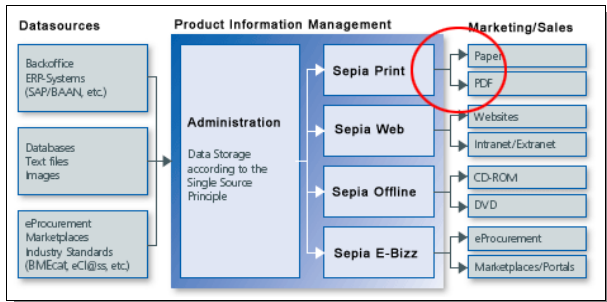 Datasources
Backoffice
ERP-Systems
(SAP/BAAN, etc.)
Databases
Text files
Images
eProcurement
Marketplaces
Industry Standards
(BMEcat, eCl@ss, etc.)
Product Information Management
Administration
Data Storage
according to the
Single Source
Principle
Sepia Print
Sepia Web
Sepia Offline
Sepia E-Bizz
Marketing/Sales
Paper
PDF
Websites
Intranet/Extranet
CD-ROM
DVD
eProcurement
Marketplaces/Portals